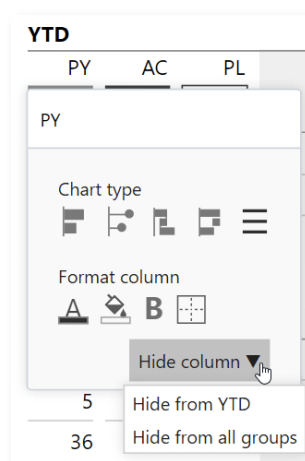 YTD
PY AC PL
PY
Chart type
Format column
A B
Hide column ▼
5 Hide from YTD
36 Hide from all groups